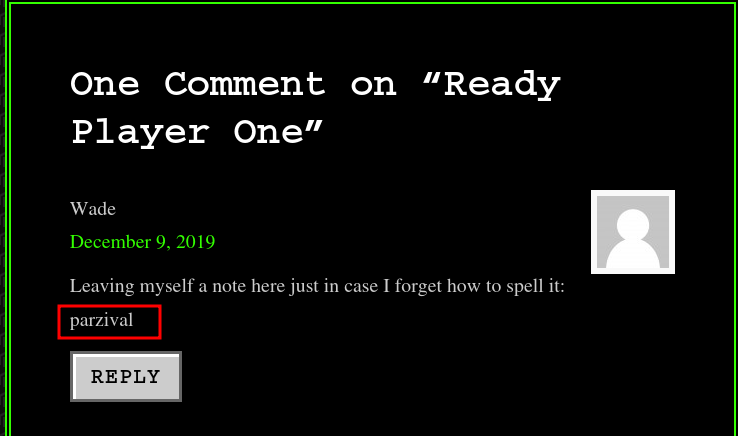 One Comment on “Ready
Player One”
Wade
December 9, 2019
Leaving myself a note here just in case I forget how to spell it:
parzival
REPLY